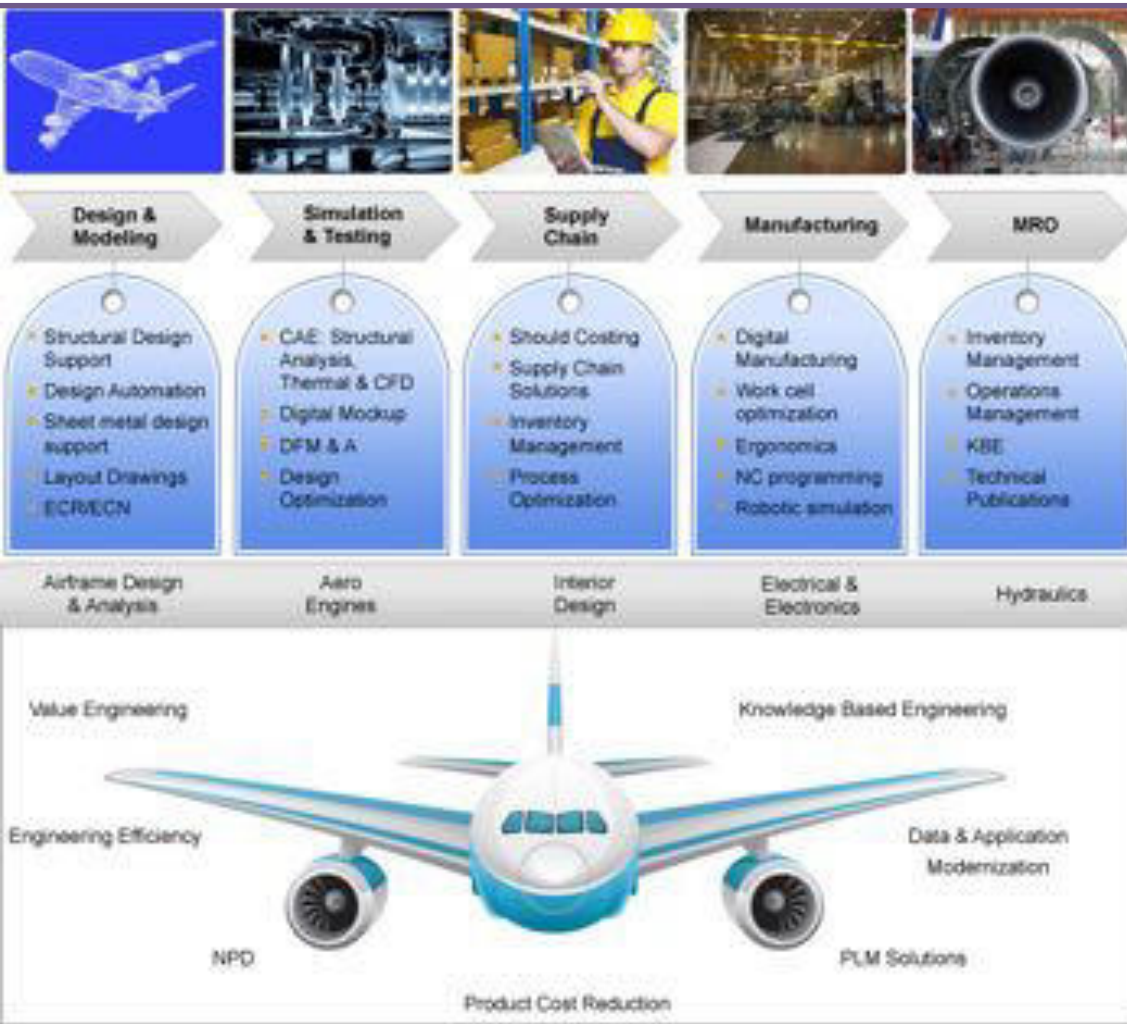 Design &
Modeling
Simulation
& Testing
Supply
Chain
Manufacturing
MRO
Structural Design
Support
Design Automation
Sheet metal design
support
Layout Drawings
ECR/ECN
CAE: Structural
Analysis,
Thermal & CFD
Digital Mockup
DFM & A
Design
Optimization
Should Costing
Supply Chain
Solutions
Inventory
Management
Process
Optimization
Digital
Manufacturing
Work cell
optimization
Ergonomics
NC programming
Robotic simulation
Inventory
Management
Operations
Management
KBE
Technical
Publications
Airframe Design
& Analysis
Aero
Engines
Interior
Design
Electrical &
Electronics
Hydraulics
Value Engineering
Knowledge Based Engineering
Engineering Efficiency
Data & Application
Modernization
NPD
PLM Solutions
Product Cost Reduction